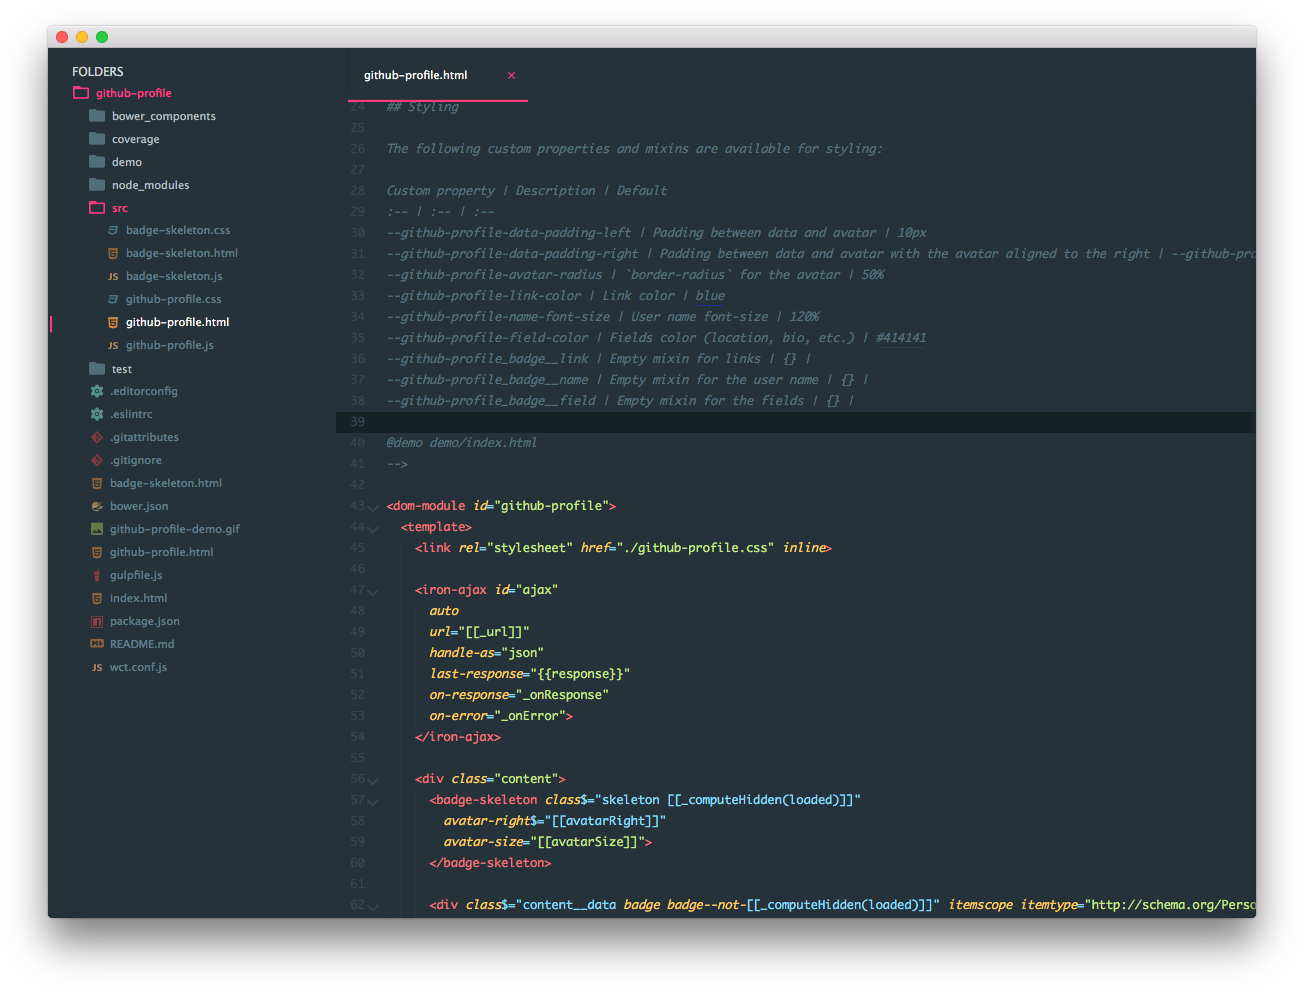 FOLDERS
github-profile
bower_components
coverage
demo
node_modules
src
badge-skeleton.css
badge-skeleton.html
JS badge-skeleton.js
github-profile.css
github-profile.html
JS github-profile.js
test
.editorconfig
.eslintrc
.gitattributes
.gitignore
badge-skeleton.html
bower.json
github-profile-demo.gif
github-profile.html
gulpfile.js
index.html
package.json
README.md
JS wct.conf.js
github-profile.html ×
24 ## Styling
25
26 The following custom properties and mixins are available for styling:
27
28 Custom property | Description | Default
29 :-- | :-- | :--
30 --github-profile-data-padding-left | Padding between data and avatar | 10px
31 --github-profile-data-padding-right | Padding between data and avatar with the avatar aligned to the right | --github-pro
32 --github-profile-avatar-radius | `border-radius` for the avatar | 50%
33 --github-profile-link-color | Link color | blue
34 --github-profile-name-font-size | User name font-size | 120%
35 --github-profile-field-color | Fields color (location, bio, etc.) | #414141
36 --github-profile_badge__link | Empty mixin for links | {} |
37 --github-profile_badge__name | Empty mixin for the user name | {} |
38 --github-profile_badge__field | Empty mixin for the fields | {} |
39
40 @demo demo/index.html
41 -->
42
43 <dom-module id="github-profile">
44 <template>
45 <link rel="stylesheet" href="./github-profile.css" inline>
46
47 <iron-ajax id="ajax"
48 auto
49 url="[[_url]]"
50 handle-as="json"
51 last-response="{{response}}"
52 on-response="_onResponse"
53 on-error="_onError">
54 </iron-ajax>
55
56 <div class="content">
57 <badge-skeleton class$="skeleton [[_computeHidden(loaded)]]"
58 avatar-right$="[[avatarRight]]"
59 avatar-size="[[avatarSize]]">
60 </badge-skeleton>
61
62 <div class$="content__data badge badge--not-[[_computeHidden(loaded)]]" itemscope itemtype="http://schema.org/Perso